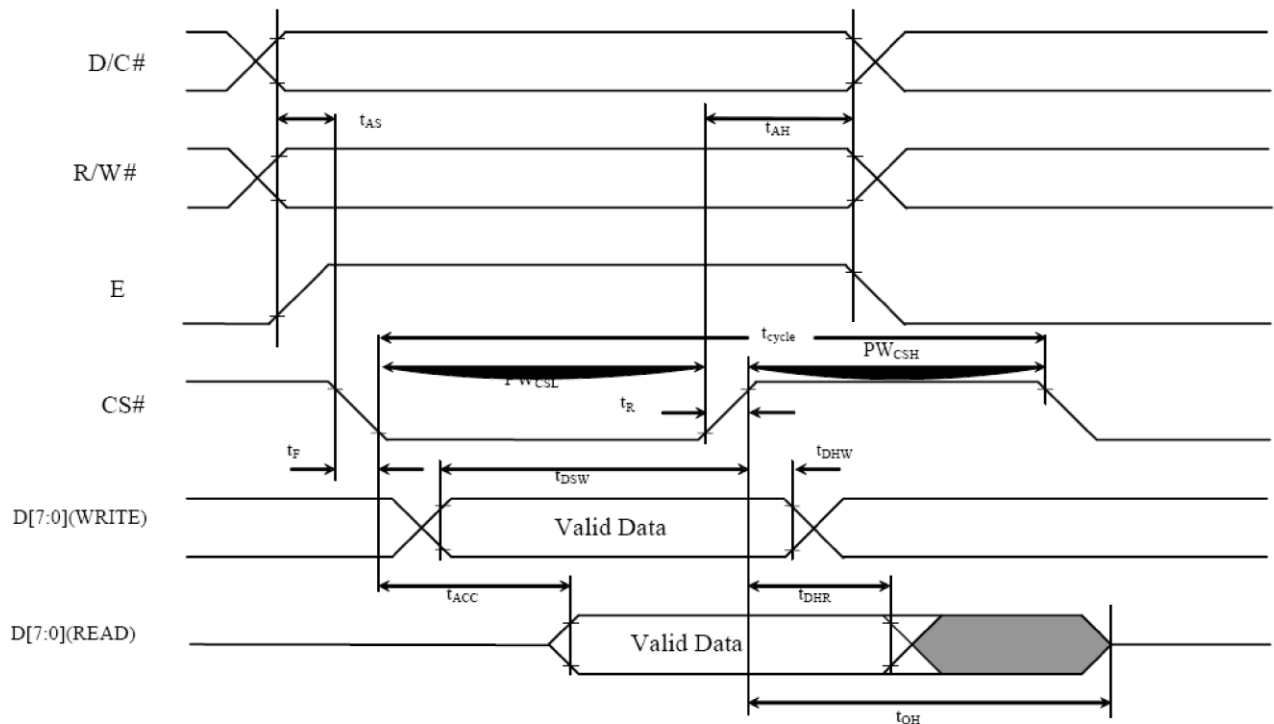 D/C#
tAS
tAH
R/W#
E
tcycle
PWCSH
PWCSL
CS#
tR
tF
tDSW
tDHW
D[7:0](WRITE)
Valid Data
tACC
tDHR
D[7:0](READ)
Valid Data
tOH